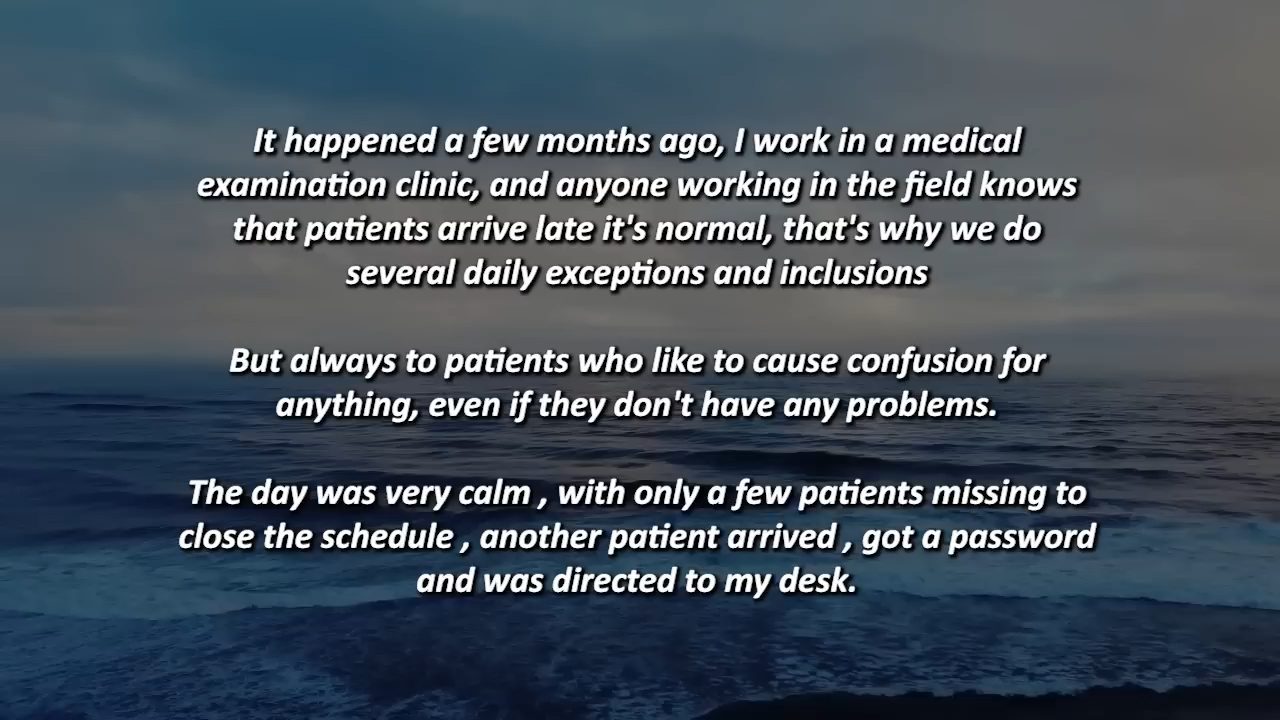 It happened a few months ago, I work in a medical
examination clinic, and anyone working in the field knows
that patients arrive late it's normal, that's why we do
several daily exceptions and inclusions
But always to patients who like to cause confusion for
anything, even if they don't have any problems.
The day was very calm , with only a few patients missing to
close the schedule , another patient arrived , got a password
and was directed to my desk.